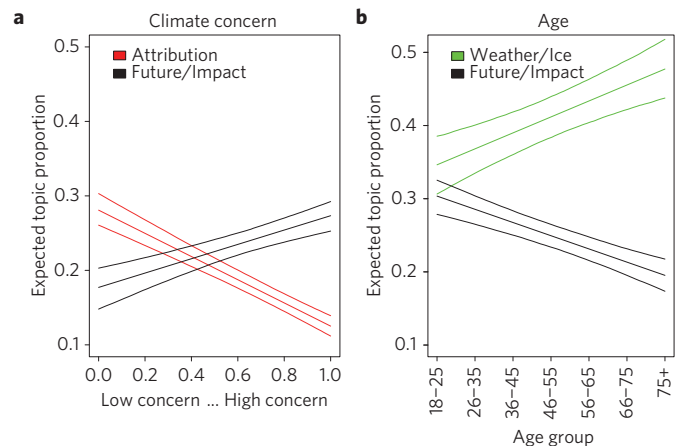 a
Climate concern
Expected topic proportion
0.5
0.4
0.3
0.2
0.1
Attribution
Future/Impact
0.0 0.2 0.4 0.6 0.8 1.0
Low concern ... High concern
b
Age
Expected topic proportion
0.5
0.4
0.3
0.2
0.1
Weather/Ice
Future/Impact
18–25
26–35
36–45
46–55
56–65
66–75
75+
Age group